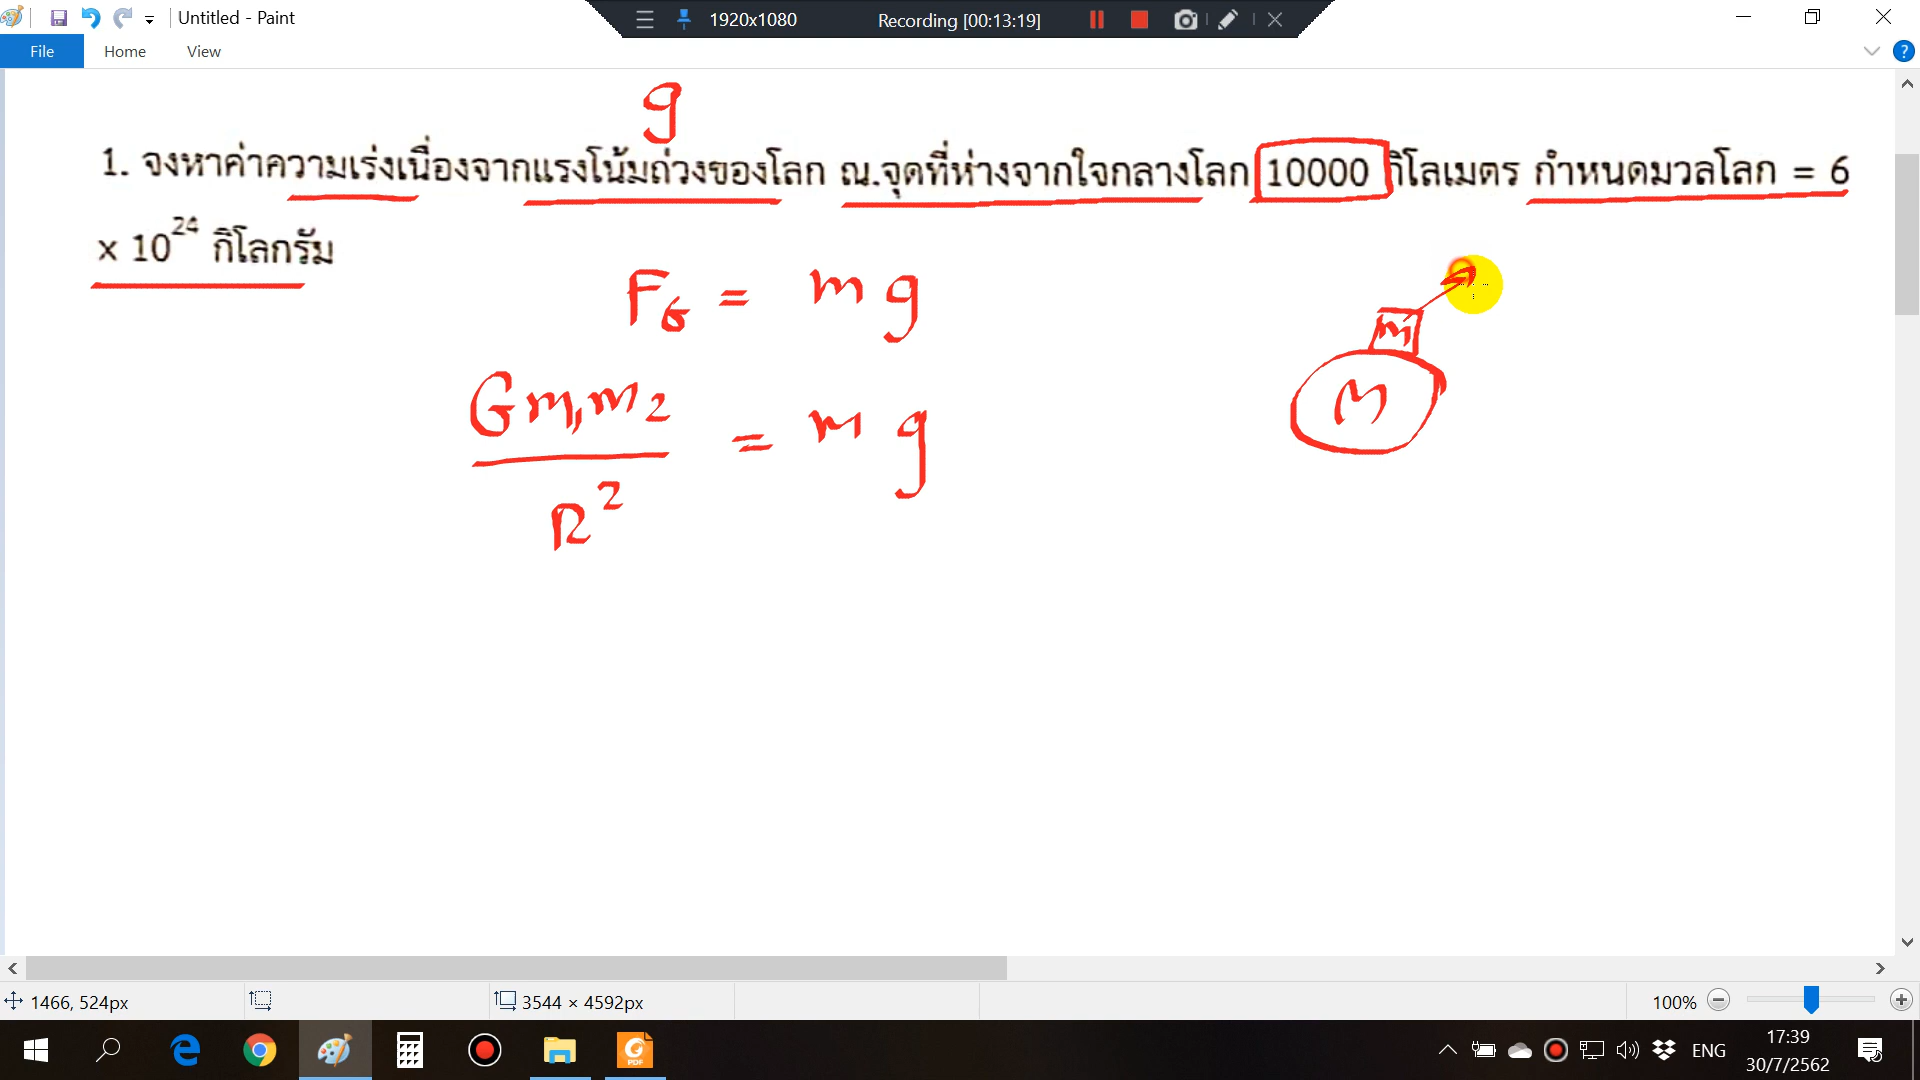 Untitled - Paint
1920x1080
Recording [00:13:19]
File
Home
View
g
1. จงหาค่าความเร่งเนื่องจากแรงโน้มถ่วงของโลก ณ.จุดที่ห่างจากใจกลางโลก 10000 กิโลเมตร กำหนดมวลโลก = 6
x 10²⁴ กิโลกรัม
F_G = mg
m
Gm₁m₂ / R² = mg
M
1466, 524px
3544 × 4592px
100%
PDF
ENG
17:39
30/7/2562